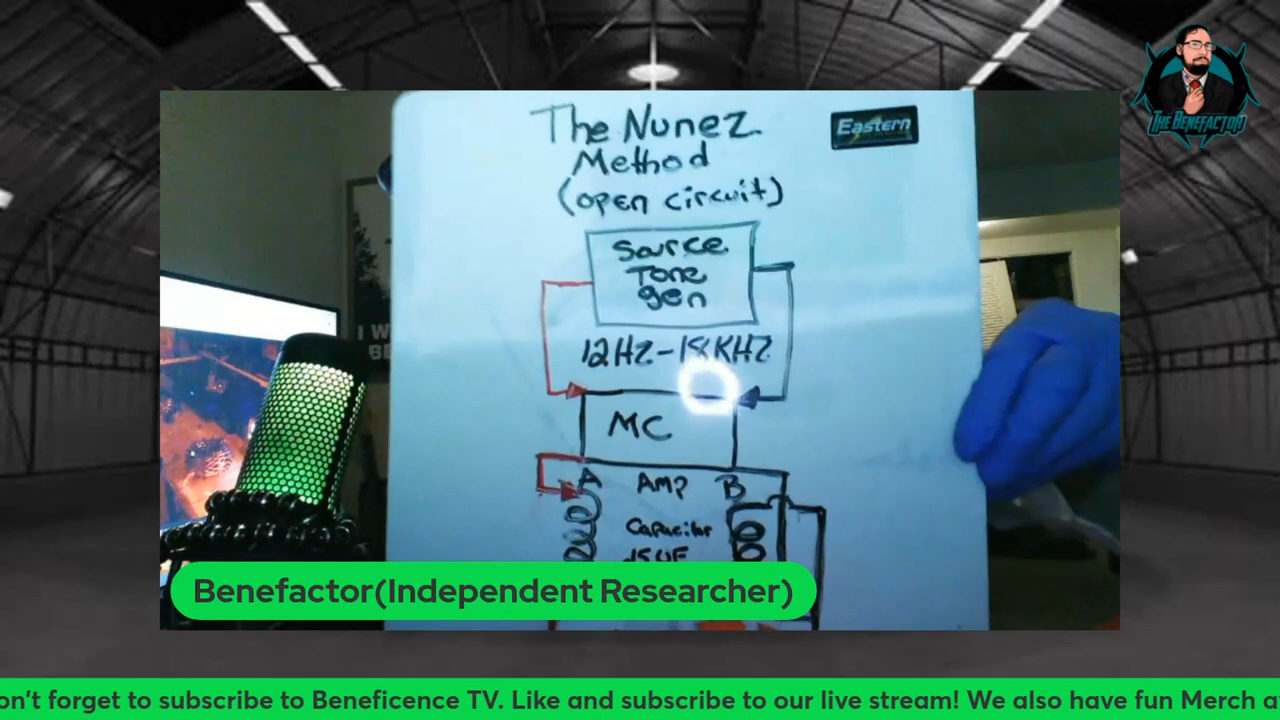 The Nunez
Method
(open circuit)
Eastern
THE BENEFACTOR
Source
Tone
gen
12HZ-18KHZ
I W
BE
MC
A AMP B
Capacitor
.15UF
Benefactor(Independent Researcher)
on't forget to subscribe to Beneficence TV. Like and subscribe to our live stream! We also have fun Merch a